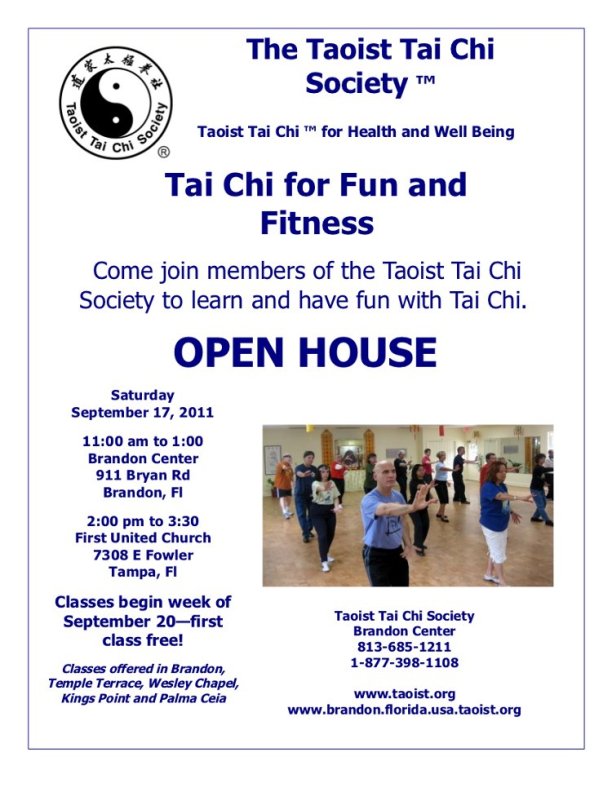 道家太極拳社
Taoist Tai Chi Society
®
The Taoist Tai Chi
Society ™
Taoist Tai Chi ™ for Health and Well Being
Tai Chi for Fun and
Fitness
Come join members of the Taoist Tai Chi
Society to learn and have fun with Tai Chi.
OPEN HOUSE
Saturday
September 17, 2011
11:00 am to 1:00
Brandon Center
911 Bryan Rd
Brandon, Fl
2:00 pm to 3:30
First United Church
7308 E Fowler
Tampa, Fl
Classes begin week of
September 20—first
class free!
Classes offered in Brandon,
Temple Terrace, Wesley Chapel,
Kings Point and Palma Ceia
Taoist Tai Chi Society
Brandon Center
813-685-1211
1-877-398-1108
www.taoist.org
www.brandon.florida.usa.taoist.org